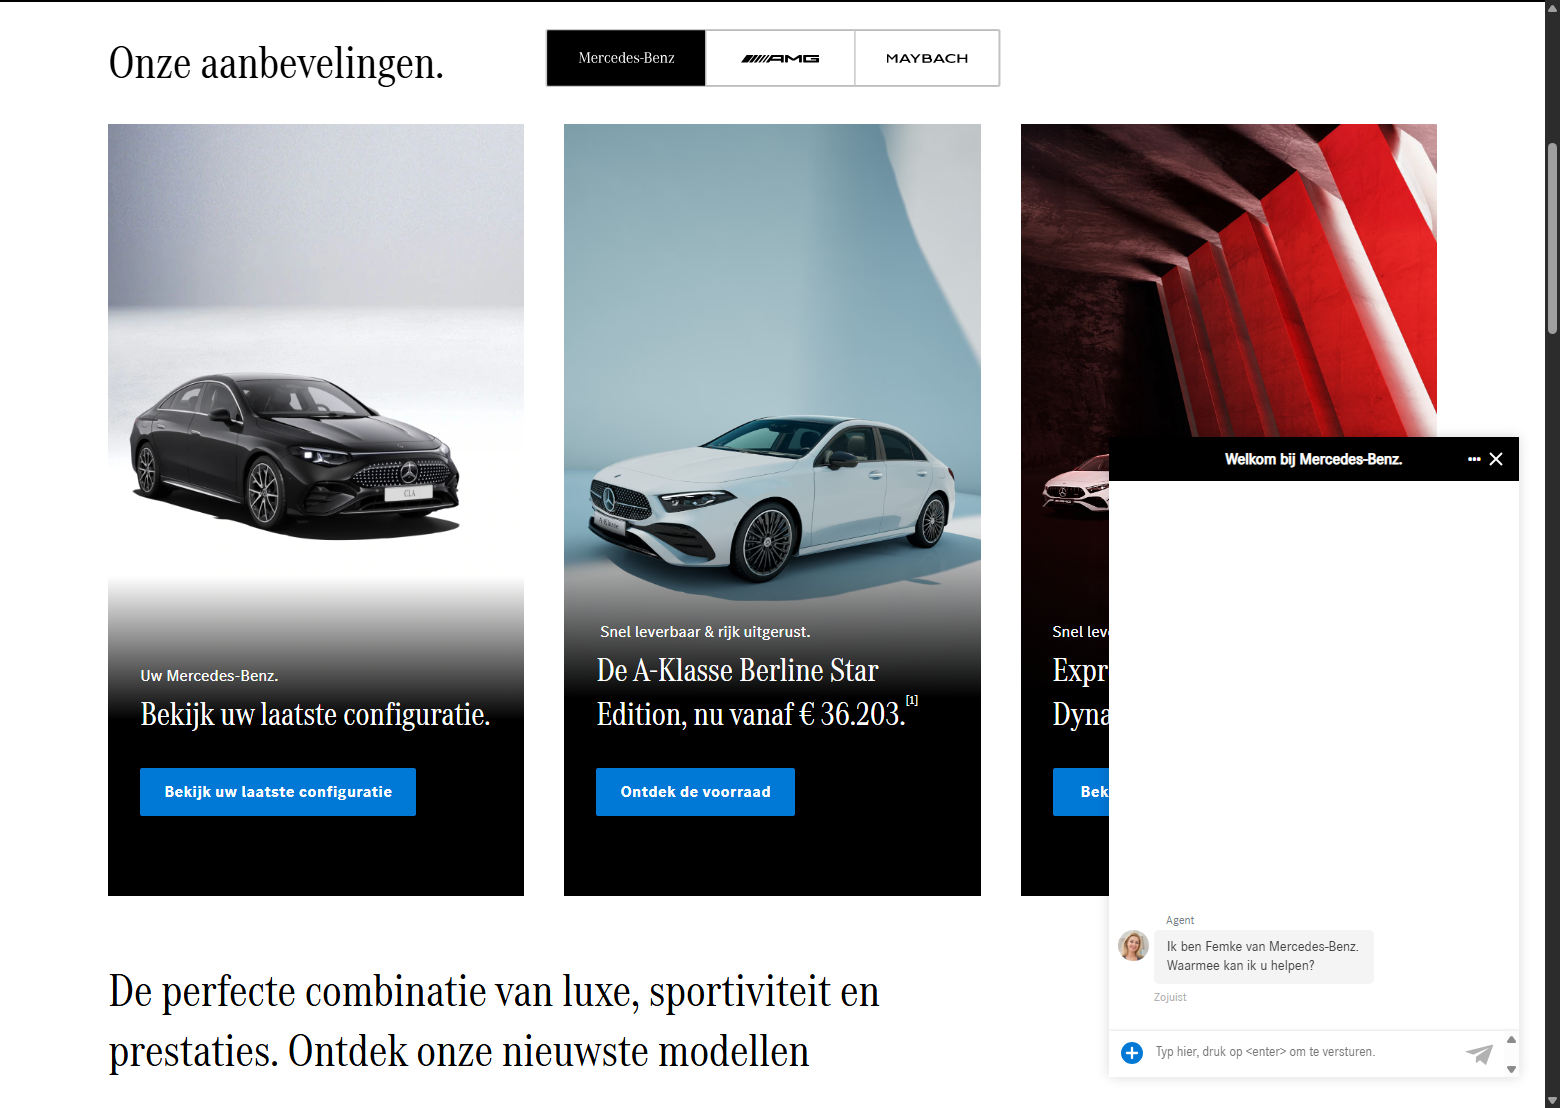 Onze aanbevelingen.
Mercedes-Benz
AMG
MAYBACH
CLA
Uw Mercedes-Benz.
Bekijk uw laatste configuratie.
Bekijk uw laatste configuratie
A-Klasse
Snel leverbaar & rijk uitgerust.
De A-Klasse Berline Star
Edition, nu vanaf € 36.203.[1]
Ontdek de voorraad
Snel lev
Expr
Dyna
Bek
De perfecte combinatie van luxe, sportiviteit en
prestaties. Ontdek onze nieuwste modellen
Welkom bij Mercedes-Benz.
Agent
Ik ben Femke van Mercedes-Benz.
Waarmee kan ik u helpen?
Zojuist
Typ hier, druk op <enter> om te versturen.